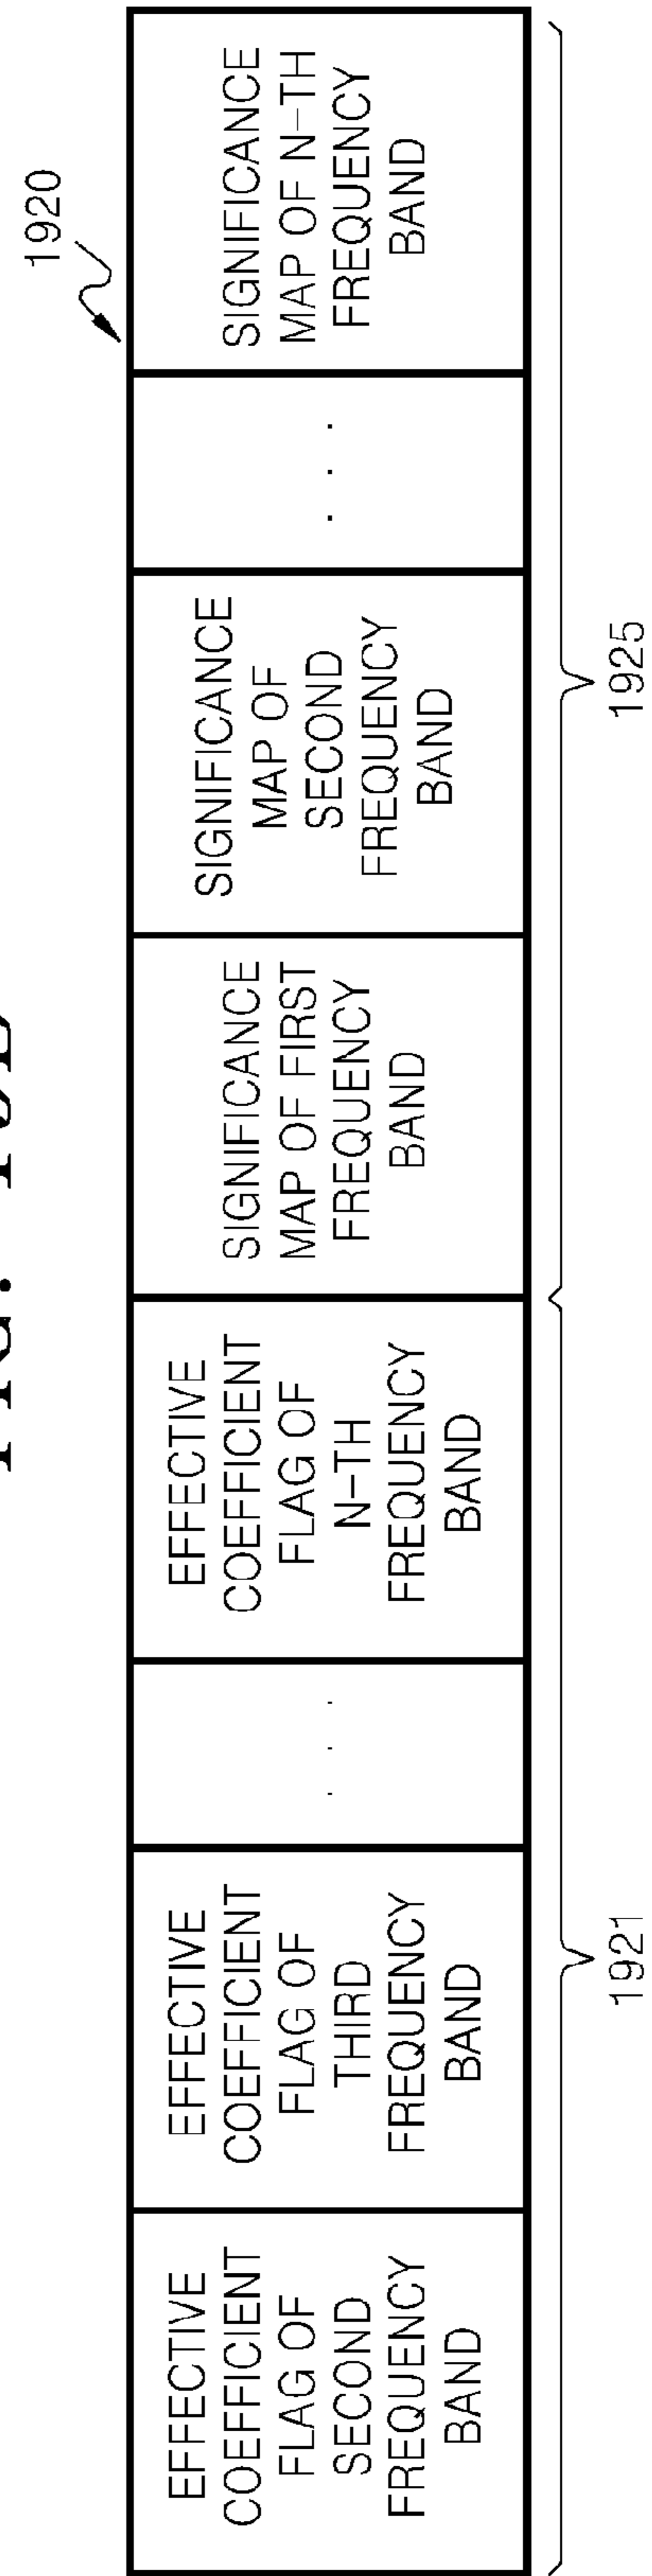 1920
EFFECTIVE
COEFFICIENT
FLAG OF
SECOND
FREQUENCY
BAND
EFFECTIVE
COEFFICIENT
FLAG OF
THIRD
FREQUENCY
BAND
. . .
EFFECTIVE
COEFFICIENT
FLAG OF
N-TH
FREQUENCY
BAND
SIGNIFICANCE
MAP OF FIRST
FREQUENCY
BAND
SIGNIFICANCE
MAP OF
SECOND
FREQUENCY
BAND
. . .
SIGNIFICANCE
MAP OF N-TH
FREQUENCY
BAND
1921
1925